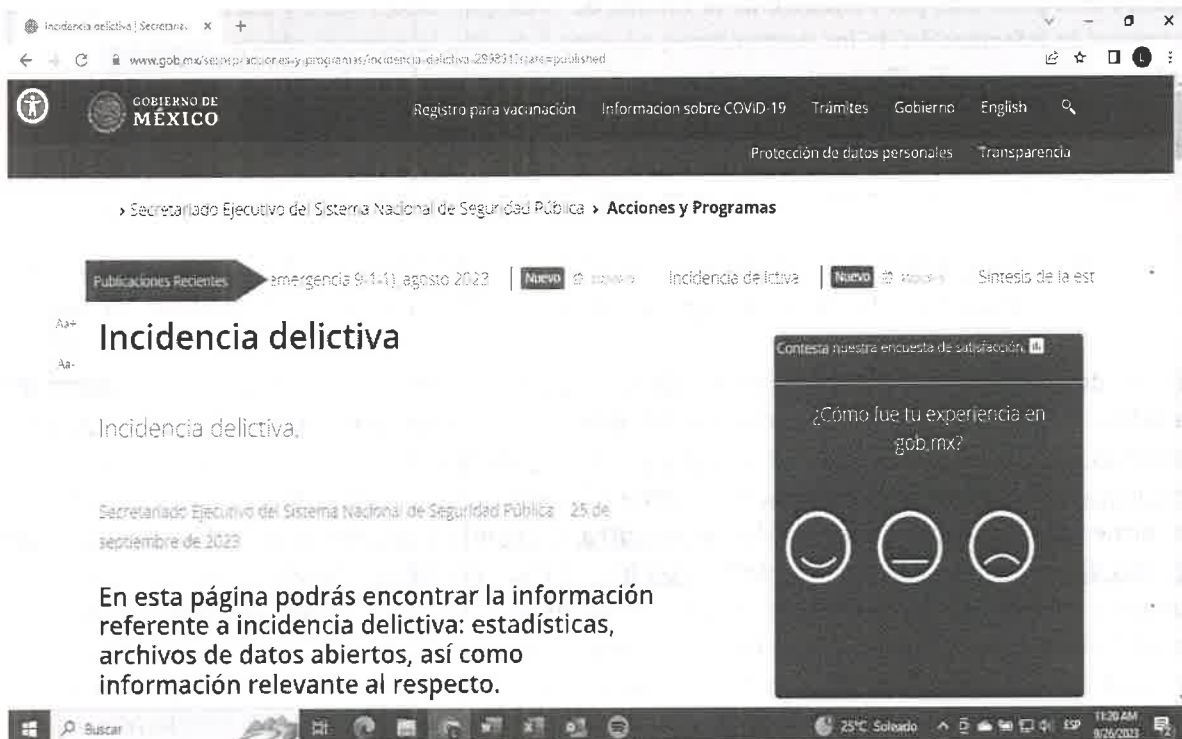 Incidencia delictiva | Secretaria
www.gob.mx/sesnsp/acciones-y-programas/incidencia-delictiva-299891?state=published
GOBIERNO DE
MÉXICO
Registro para vacunación Informacion sobre COVID-19 Trámites Gobierno English
Protección de datos personales Transparencia
› Secretariado Ejecutivo del Sistema Nacional de Seguridad Pública › Acciones y Programas
Publicaciones Recientes emergencia 9-1-1), agosto 2023 | Nuevo Incidencia delictiva | Nuevo Síntesis de la est
Aa+
Incidencia delictiva
Aa-
Contesta nuestra encuesta de satisfacción.
¿Cómo fue tu experiencia en
gob.mx?
Incidencia delictiva.
Secretariado Ejecutivo del Sistema Nacional de Seguridad Pública 25 de
septiembre de 2023
En esta página podrás encontrar la información
referente a incidencia delictiva: estadísticas,
archivos de datos abiertos, así como
información relevante al respecto.
Buscar 25°C Soleado ESP 11:20 AM
9/26/2023